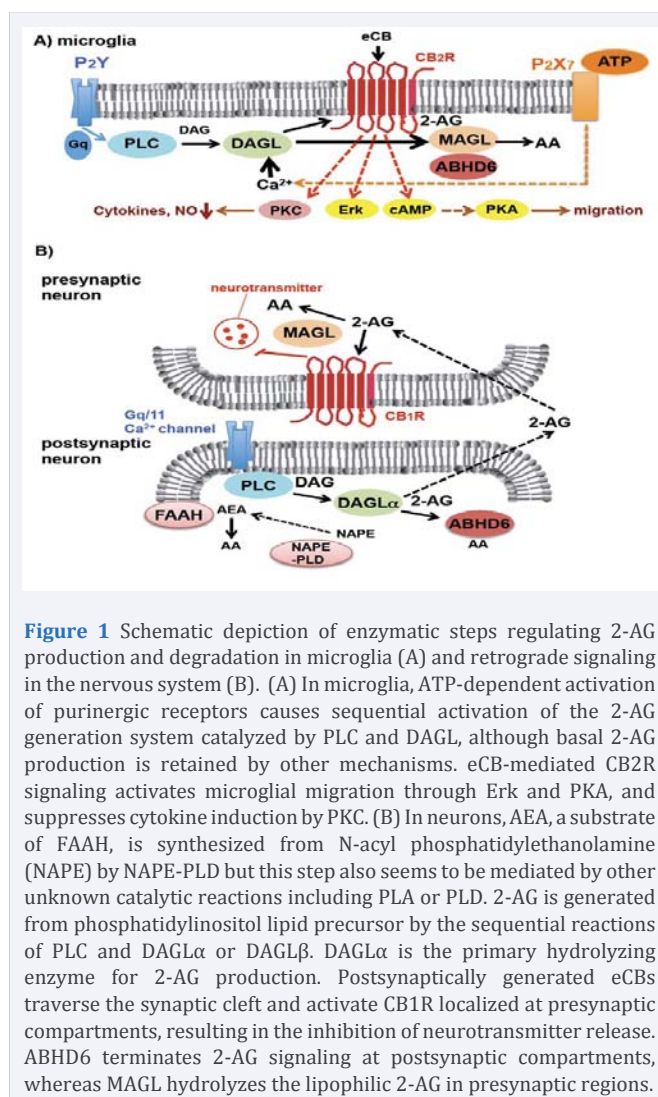 A) microglia
eCB
P₂Y
CB₂R
P₂X₇
ATP
Gq
PLC
DAG
DAGL
2-AG
MAGL
AA
ABHD6
Ca²⁺
Cytokines, NO
PKC
Erk
cAMP
PKA
migration
B)
presynaptic
neuron
neurotransmitter
AA
2-AG
MAGL
CB₁R
Gq/11
Ca²⁺ channel
2-AG
postsynaptic
neuron
PLC
DAG
DAGLα
2-AG
FAAH
AEA
NAPE
ABHD6
AA
NAPE
-PLD
AA
Figure 1 Schematic depiction of enzymatic steps regulating 2-AG
production and degradation in microglia (A) and retrograde signaling
in the nervous system (B). (A) In microglia, ATP-dependent activation
of purinergic receptors causes sequential activation of the 2-AG
generation system catalyzed by PLC and DAGL, although basal 2-AG
production is retained by other mechanisms. eCB-mediated CB2R
signaling activates microglial migration through Erk and PKA, and
suppresses cytokine induction by PKC. (B) In neurons, AEA, a substrate
of FAAH, is synthesized from N-acyl phosphatidylethanolamine
(NAPE) by NAPE-PLD but this step also seems to be mediated by other
unknown catalytic reactions including PLA or PLD. 2-AG is generated
from phosphatidylinositol lipid precursor by the sequential reactions
of PLC and DAGLα or DAGLβ. DAGLα is the primary hydrolyzing
enzyme for 2-AG production. Postsynaptically generated eCBs
traverse the synaptic cleft and activate CB1R localized at presynaptic
compartments, resulting in the inhibition of neurotransmitter release.
ABHD6 terminates 2-AG signaling at postsynaptic compartments,
whereas MAGL hydrolyzes the lipophilic 2-AG in presynaptic regions.